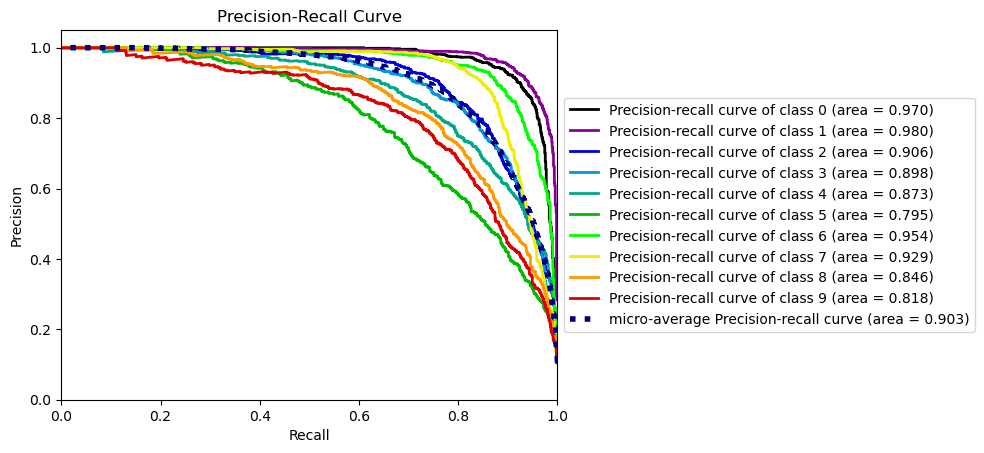 Precision-Recall Curve
Precision
1.0
0.8
0.6
0.4
0.2
0.0
0.0 0.2 0.4 0.6 0.8 1.0
Recall
Precision-recall curve of class 0 (area = 0.970)
Precision-recall curve of class 1 (area = 0.980)
Precision-recall curve of class 2 (area = 0.906)
Precision-recall curve of class 3 (area = 0.898)
Precision-recall curve of class 4 (area = 0.873)
Precision-recall curve of class 5 (area = 0.795)
Precision-recall curve of class 6 (area = 0.954)
Precision-recall curve of class 7 (area = 0.929)
Precision-recall curve of class 8 (area = 0.846)
Precision-recall curve of class 9 (area = 0.818)
micro-average Precision-recall curve (area = 0.903)